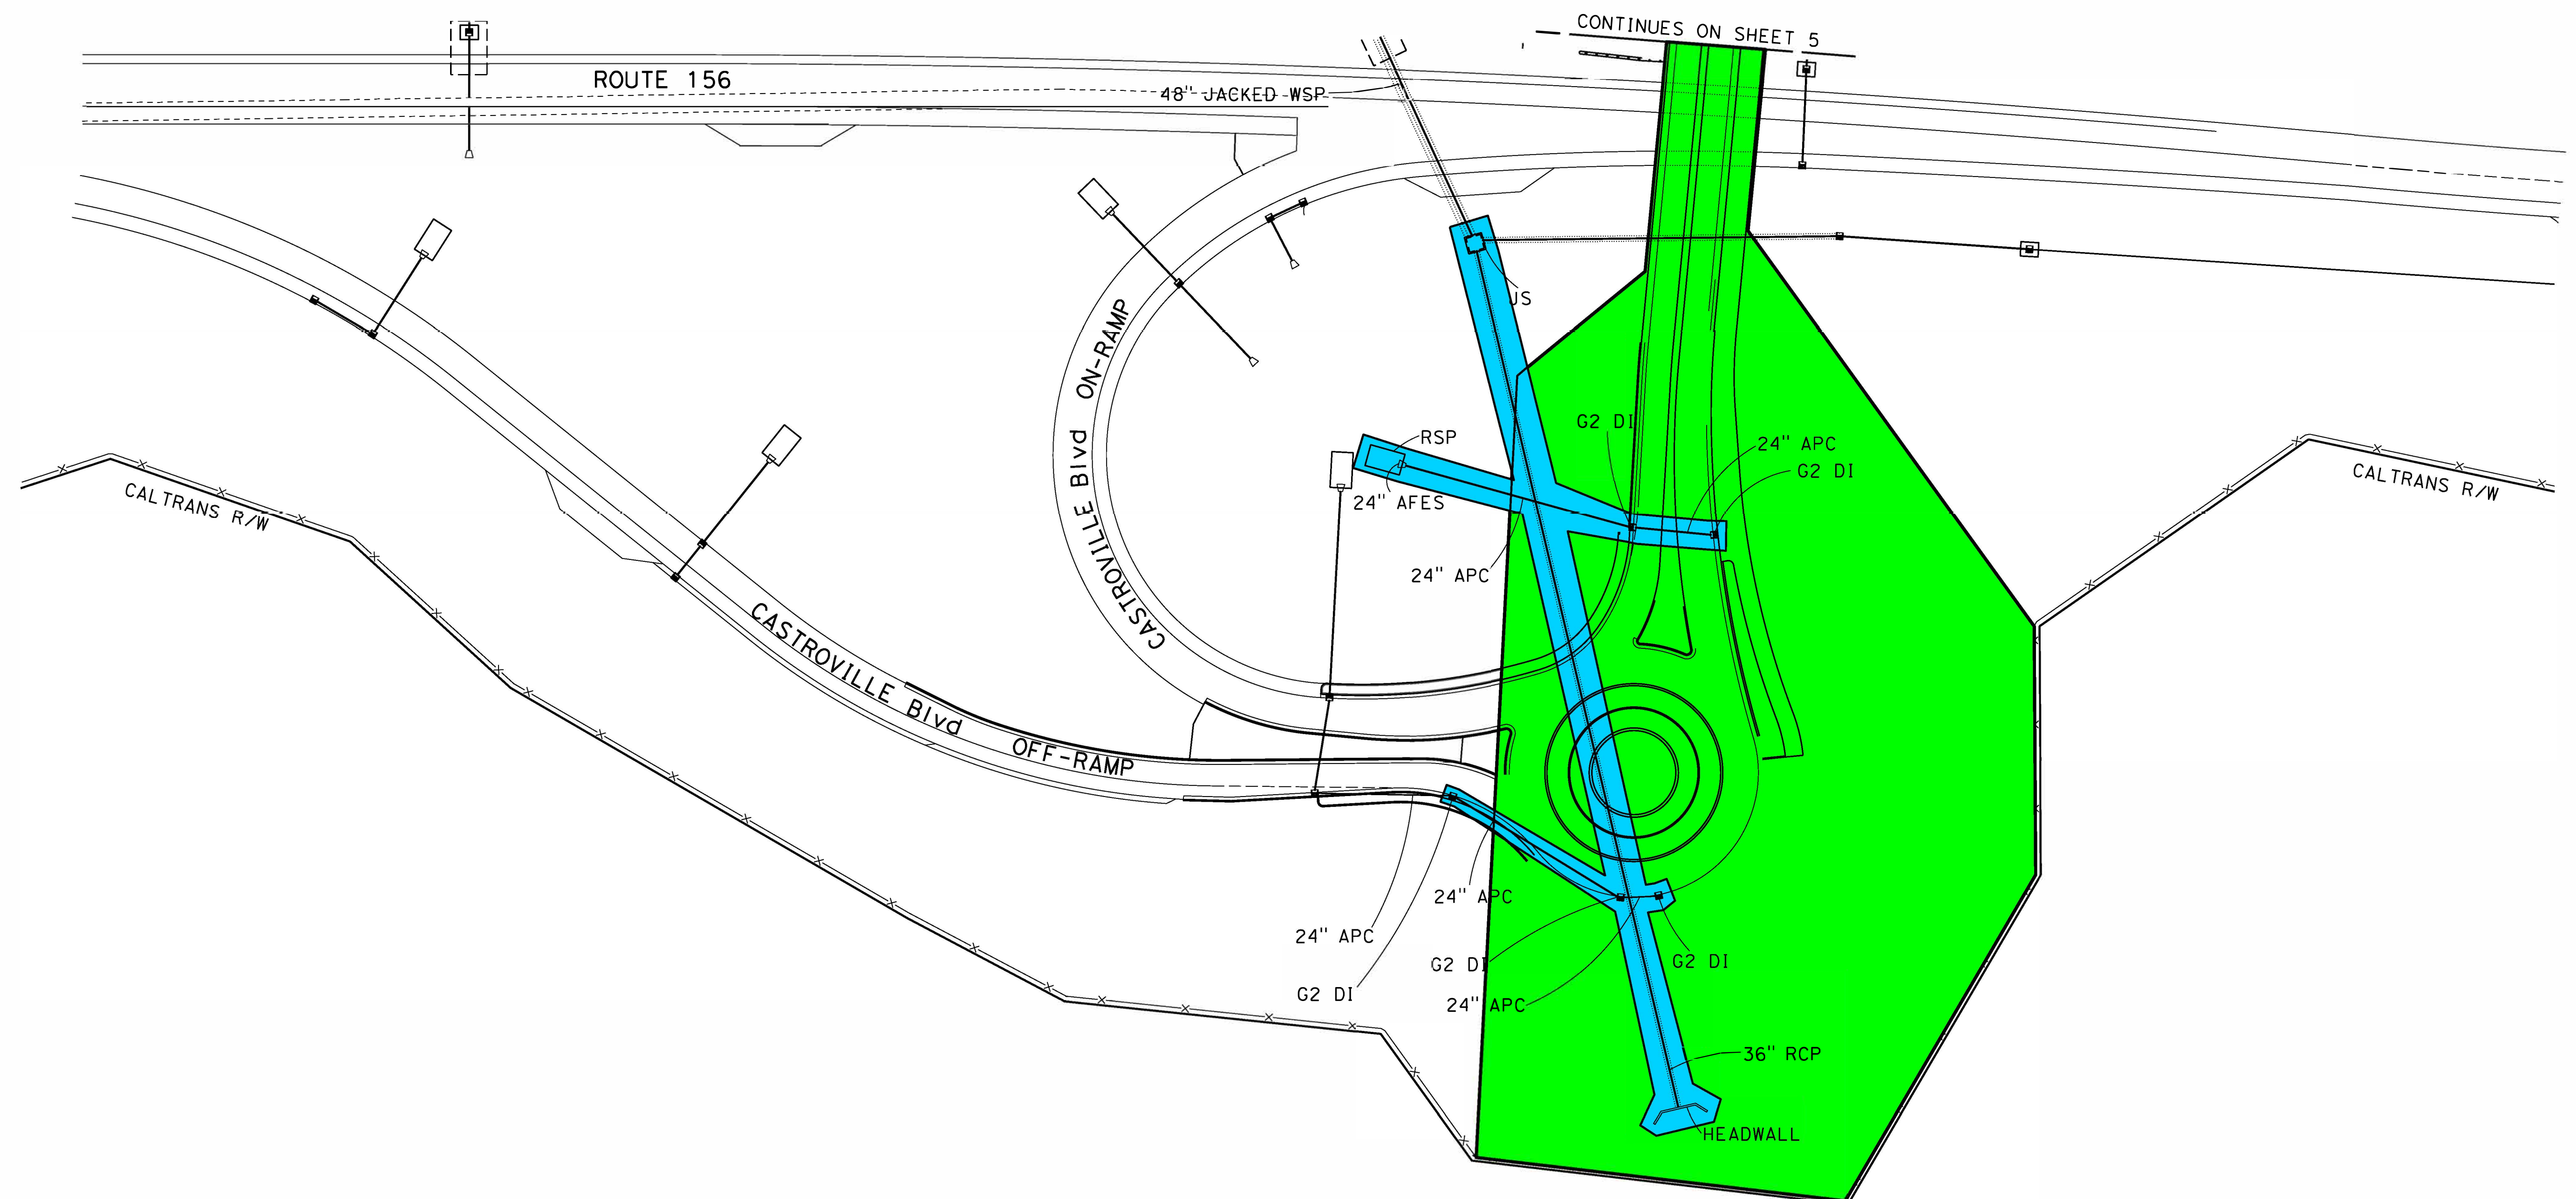 CONTINUES ON SHEET 5
ROUTE 156
48" JACKED WSP
JS
CASTROVILLE Blvd ON-RAMP
G2 DI
RSP
24" APC
G2 DI
CALTRANS R/W
CALTRANS R/W
24" AFES
24" APC
CASTROVILLE Blvd OFF-RAMP
24" APC
24" APC
G2 DI
G2 DI
G2 DI
24" APC
36" RCP
HEADWALL